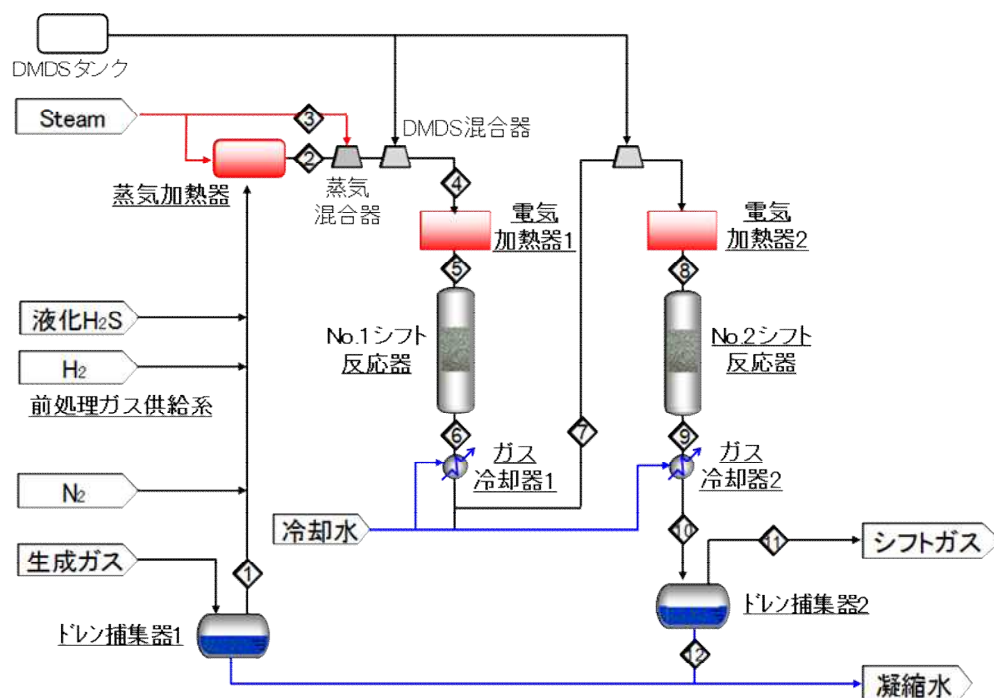 DMDSタンク
Steam
3
DMDS混合器
2
蒸気
混合器
蒸気加熱器
4
電気
加熱器1
電気
加熱器2
5
8
液化H₂S
No.1シフト
反応器
No.2シフト
反応器
H₂
前処理ガス供給系
6
7
9
ガス
冷却器1
ガス
冷却器2
N₂
冷却水
10
11
シフトガス
生成ガス
1
ドレン捕集器2
ドレン捕集器1
12
凝縮水